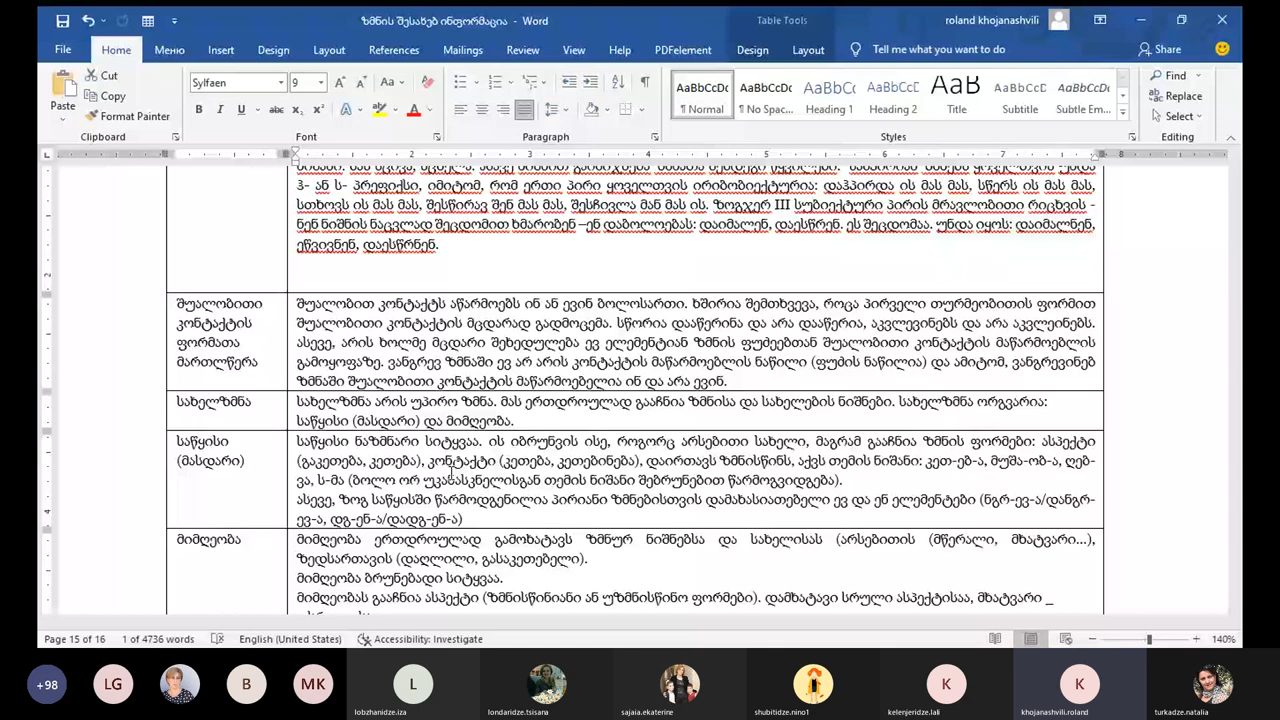 ზმნის შესახებ ინფორმაცია - Word
Table Tools
roland khojanashvili
File Home Მენიу Insert Design Layout References Mailings Review View Help PDFelement Design Layout Tell me what you want to do Share
Paste
Cut
Copy
Format Painter
Clipboard
Sylfaen 9
Font
Paragraph
AaBbCcDc ¶ Normal
AaBbCcDc ¶ No Spac...
AaBbCc Heading 1
AaBbCc Heading 2
AaB Title
AaBbCcD Subtitle
AaBbCcDc Subtle Em...
Styles
Find
Replace
Select
Editing
2 3 4 5 6 7 8
ჰ- ან ს- პრეფიქსი, იმიტომ, რომ ერთი პირი ყოველთვის ირიბობიექტურია: დაჰპირდა ის მას მას, სწერს ის მას მას,
სთხოვს ის მას მას, შესწირავ შენ მას მას, შესჩივლა მან მას ის. ზოგჯერ III სუბიექტური პირის მრავლობითი რიცხვის -
ნენ ნიშნის ნაცვლად შეცდომით ხმარობენ –ენ დაბოლოებას: დაიმალენ, დაესწრენ. ეს შეცდომაა. უნდა იყოს: დაიმალნენ,
ეწვივნენ, დაესწრნენ.
შუალობითი კონტაქტის ფორმათა მართლწერა
შუალობით კონტაქტს აწარმოებს ინ ან ევინ ბოლოსართი. ხშირია შემთხვევა, როცა პირველი თურმეობითის ფორმით
შუალობითი კონტაქტის მცდარად გადმოცემა. სწორია დააწერინა და არა დააწერია, აკვლევინებს და არა აკვლეინებს.
ასევე, არის ხოლმე მცდარი შეხედულება ევ ელემენტიან ზმნის ფუძეებთან შუალობითი კონტაქტის მაწარმოებლის
გამოყოფაზე. ვანგრევ ზმნაში ევ არ არის კონტაქტის მაწარმოებლის ნაწილი (ფუძის ნაწილია) და ამიტომ, ვანგრევინებ
ზმნაში შუალობითი კონტაქტის მაწარმოებელია ინ და არა ევინ.
სახელზმნა
სახელზმნა არის უპირო ზმნა. მას ერთდროულად გააჩნია ზმნისა და სახელების ნიშნები. სახელზმნა ორგვარია:
საწყისი (მასდარი) და მიმღეობა.
საწყისი (მასდარი)
საწყისი ნაზმნარი სიტყვაა. ის იბრუნვის ისე, როგორც არსებითი სახელი, მაგრამ გააჩნია ზმნის ფორმები: ასპექტი
(გაკეთება, კეთება), კონტაქტი (კეთება, კეთებინება), დაირთავს ზმნისწინს, აქვს თემის ნიშანი: კეთ-ებ-ა, მუშა-ობ-ა, ღებ-
ვა, ს-მა (ბოლო ორ უკანასკნელისგან თემის ნიშანი შებრუნებით წარმოგვიდგება).
ასევე, ზოგ საწყისში წარმოდგენილია პირიანი ზმნებისთვის დამახასიათებელი ევ და ენ ელემენტები (ნგრ-ევ-ა/დანგრ-
ევ-ა, დგ-ენ-ა/დადგ-ენ-ა)
მიმღეობა
მიმღეობა ერთდროულად გამოხატავს ზმნურ ნიშნებსა და სახელისას (არსებითის (მწერალი, მხატვარი...),
ზედსართავის (დაღლილი, გასაკეთებელი).
მიმღეობა ბრუნებადი სიტყვაა.
მიმღეობას გააჩნია ასპექტი (ზმნისწინიანი ან უზმნისწინო ფორმები). დამხატავი სრული ასპექტისაა, მხატვარი _
Page 15 of 16 1 of 4736 words English (United States) Accessibility: Investigate 140%
+98 LG B MK L K K
lobzhanidze.iza londaridze.tsisana sajaia.ekaterine shubitidze.nino1 kelenjeridze.lali khojanashvili.roland turkadze.natalia